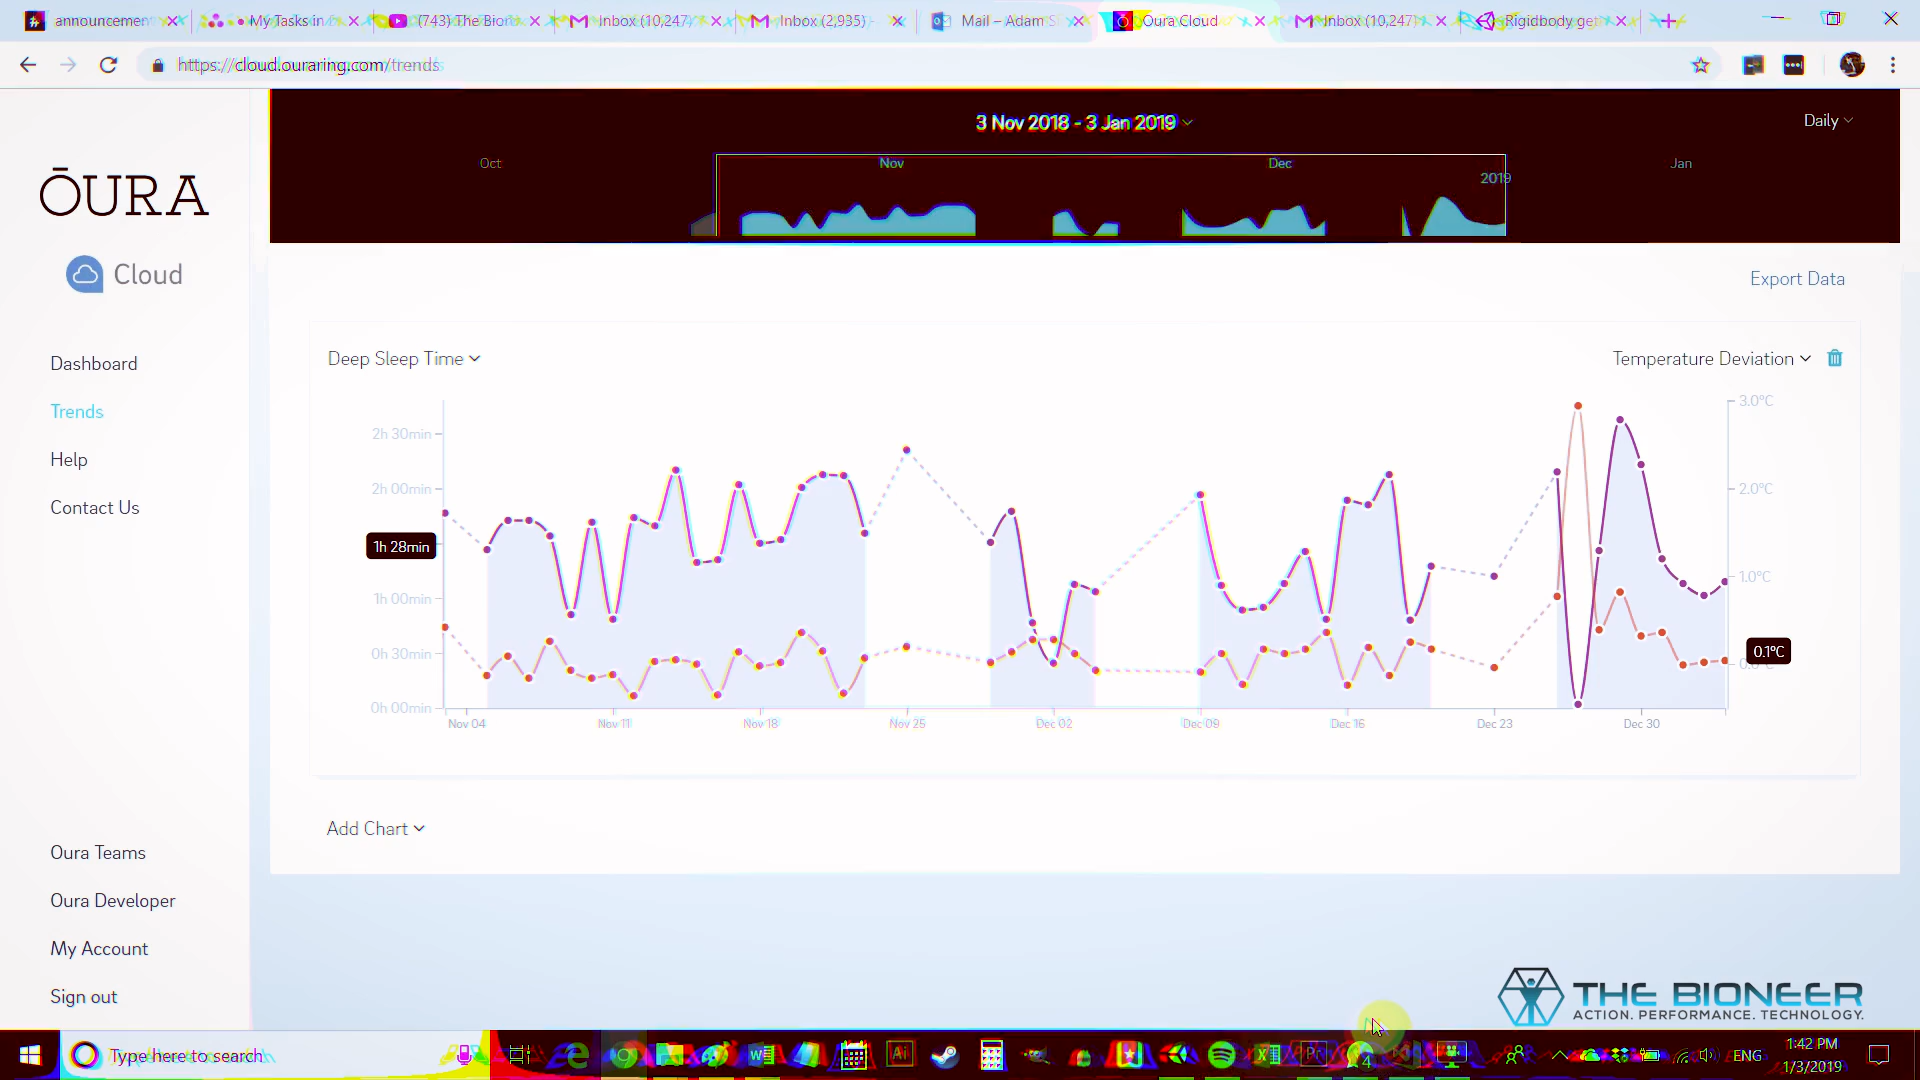 announcemen
My Tasks in
(743) The Bion
Inbox (10,247)
Inbox (2,935) -
Mail – Adam S
Oura Cloud
Inbox (10,247)
Rigidbody get
https://cloud.ouraring.com/trends
3 Nov 2018 - 3 Jan 2019
Daily
Oct
Nov
Dec
Jan
2019
ŌURA
Cloud
Export Data
Dashboard
Trends
Help
Contact Us
Deep Sleep Time
Temperature Deviation
2h 30min
2h 00min
1h 28min
1h 00min
0h 30min
0h 00min
3.0°C
2.0°C
1.0°C
0.1°C
Nov 04
Nov 11
Nov 18
Nov 25
Dec 02
Dec 09
Dec 16
Dec 23
Dec 30
Add Chart
Oura Teams
Oura Developer
My Account
Sign out
THE BIONEER
ACTION. PERFORMANCE. TECHNOLOGY.
Type here to search
Ai
4
ENG
1:42 PM
1/3/2019